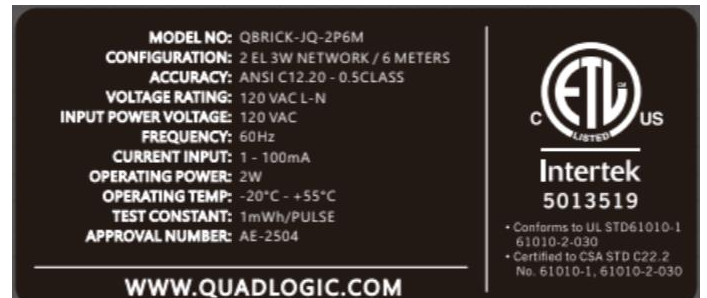 MODEL NO: QBRICK-JQ-2P6M
CONFIGURATION: 2 EL 3W NETWORK / 6 METERS
ACCURACY: ANSI C12.20 - 0.5CLASS
VOLTAGE RATING: 120 VAC L-N
INPUT POWER VOLTAGE: 120 VAC
FREQUENCY: 60Hz
CURRENT INPUT: 1 - 100mA
OPERATING POWER: 2W
OPERATING TEMP: -20°C - +55°C
TEST CONSTANT: 1mWh/PULSE
APPROVAL NUMBER: AE-2504
WWW.QUADLOGIC.COM
ETL CM
C US
LISTED
Intertek
5013519
• Conforms to UL STD61010-1
61010-2-030
• Certified to CSA STD C22.2
No. 61010-1, 61010-2-030